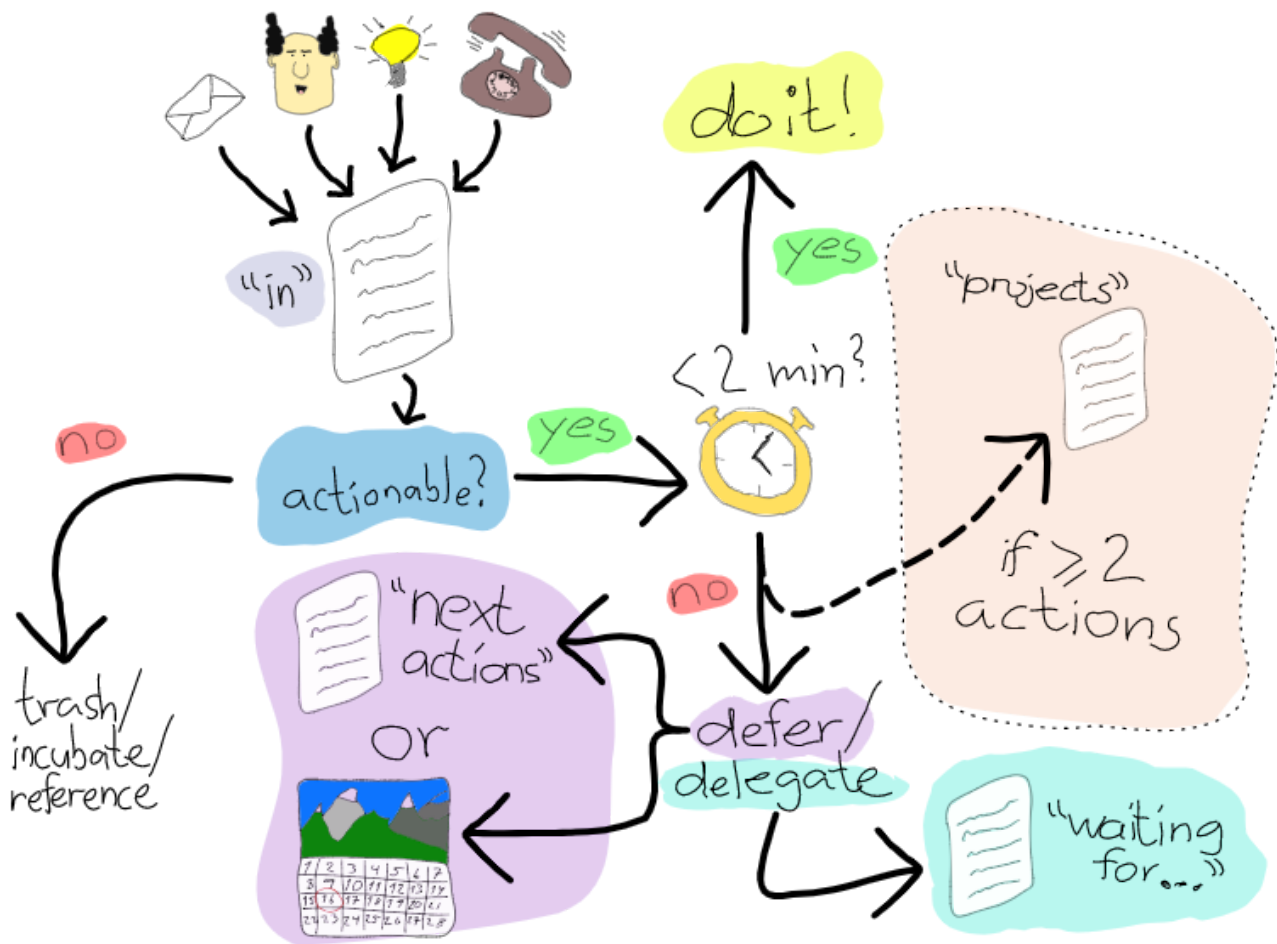 do it!
yes
"in"
"projects"
<2 min?
no
yes
actionable?
no
if ⩾2
actions
"next
actions"
trash/
incubate/
reference
or
defer/
delegate
"waiting
for...."
1 2 3 4 5 6 7
8 9 10 11 12 13 14
15 16 17 18 19 20 21
22 23 24 25 26 27 28